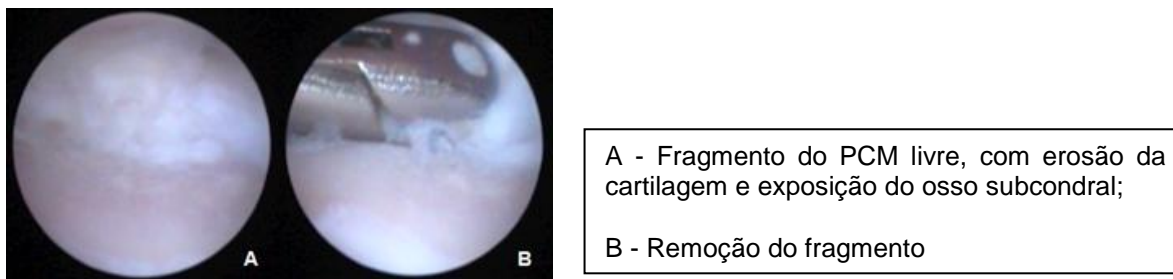 A
B
A - Fragmento do PCM livre, com erosão da
cartilagem e exposição do osso subcondral;
B - Remoção do fragmento